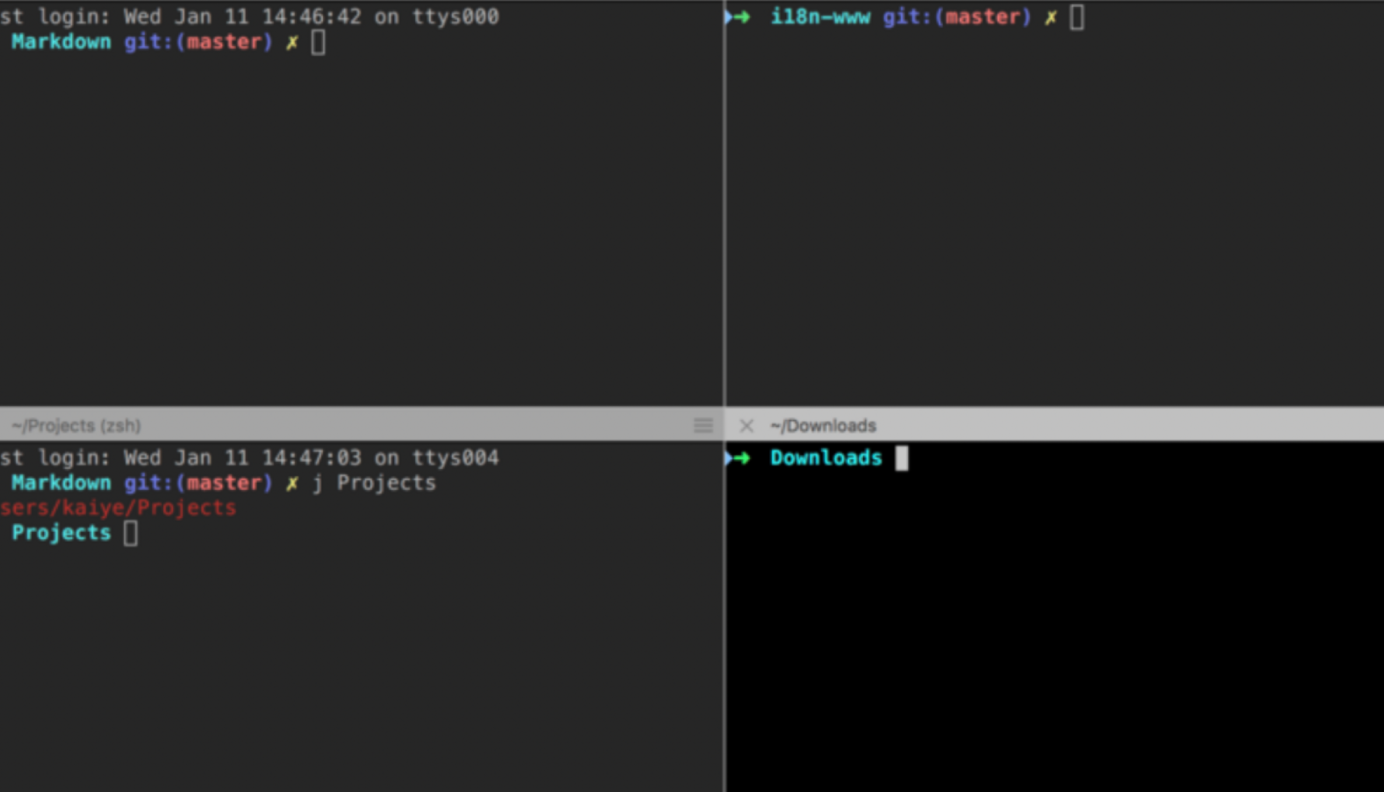 st login: Wed Jan 11 14:46:42 on ttys000
Markdown git:(master) ✗
➜ i18n-www git:(master) ✗
~/Projects (zsh)
st login: Wed Jan 11 14:47:03 on ttys004
Markdown git:(master) ✗ j Projects
sers/kaiye/Projects
Projects
~/Downloads
➜ Downloads